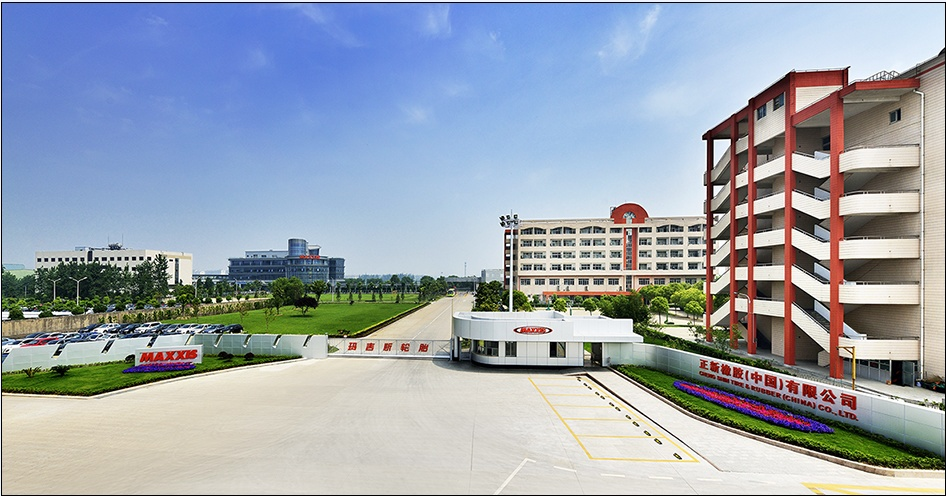 MAXXIS
玛吉斯轮胎
MAXXIS
正新橡胶(中国)有限公司
CHENG SHIN TIRE & RUBBER (CHINA) CO., LTD.